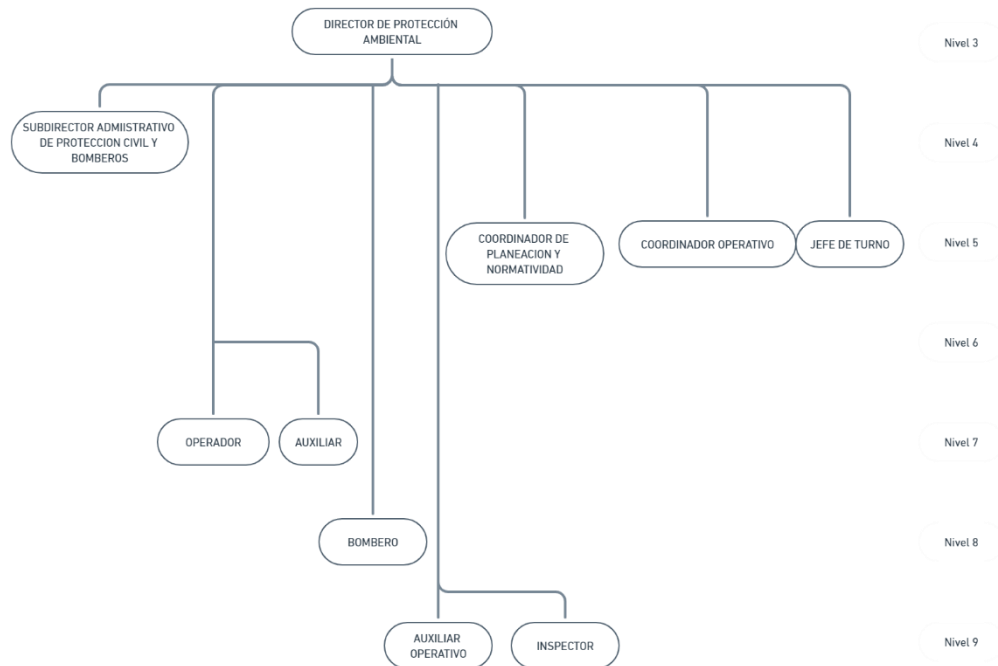 DIRECTOR DE PROTECCIÓN
AMBIENTAL
Nivel 3
SUBDIRECTOR ADMIISTRATIVO
DE PROTECCION CIVIL Y
BOMBEROS
Nivel 4
COORDINADOR DE
PLANEACION Y
NORMATIVIDAD
COORDINADOR OPERATIVO
JEFE DE TURNO
Nivel 5
Nivel 6
OPERADOR
AUXILIAR
Nivel 7
BOMBERO
Nivel 8
AUXILIAR
OPERATIVO
INSPECTOR
Nivel 9